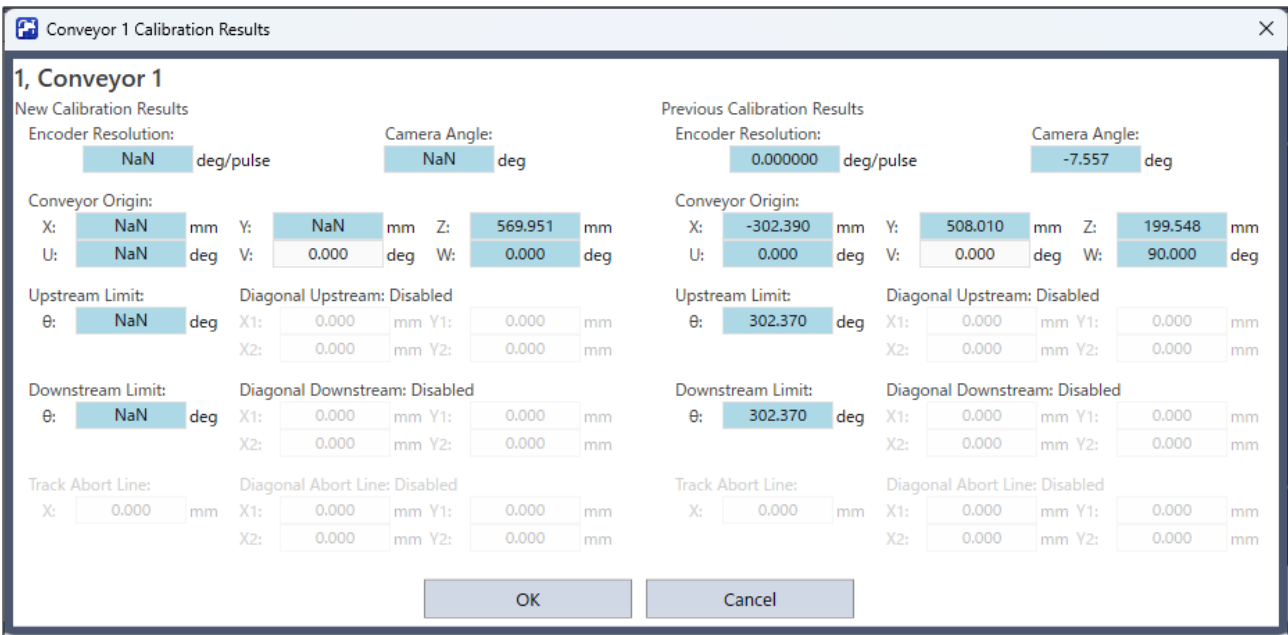 Conveyor 1 Calibration Results
1, Conveyor 1
New Calibration Results
Encoder Resolution: Camera Angle:
NaN deg/pulse NaN deg
Conveyor Origin:
X: NaN mm Y: NaN mm Z: 569.951 mm
U: NaN deg V: 0.000 deg W: 0.000 deg
Upstream Limit: Diagonal Upstream: Disabled
θ: NaN deg X1: 0.000 mm Y1: 0.000 mm
X2: 0.000 mm Y2: 0.000 mm
Downstream Limit: Diagonal Downstream: Disabled
θ: NaN deg X1: 0.000 mm Y1: 0.000 mm
X2: 0.000 mm Y2: 0.000 mm
Track Abort Line: Diagonal Abort Line: Disabled
X: 0.000 mm X1: 0.000 mm Y1: 0.000 mm
X2: 0.000 mm Y2: 0.000 mm
Previous Calibration Results
Encoder Resolution: Camera Angle:
0.000000 deg/pulse -7.557 deg
Conveyor Origin:
X: -302.390 mm Y: 508.010 mm Z: 199.548 mm
U: 0.000 deg V: 0.000 deg W: 90.000 deg
Upstream Limit: Diagonal Upstream: Disabled
θ: 302.370 deg X1: 0.000 mm Y1: 0.000 mm
X2: 0.000 mm Y2: 0.000 mm
Downstream Limit: Diagonal Downstream: Disabled
θ: 302.370 deg X1: 0.000 mm Y1: 0.000 mm
X2: 0.000 mm Y2: 0.000 mm
Track Abort Line: Diagonal Abort Line: Disabled
X: 0.000 mm X1: 0.000 mm Y1: 0.000 mm
X2: 0.000 mm Y2: 0.000 mm
OK Cancel